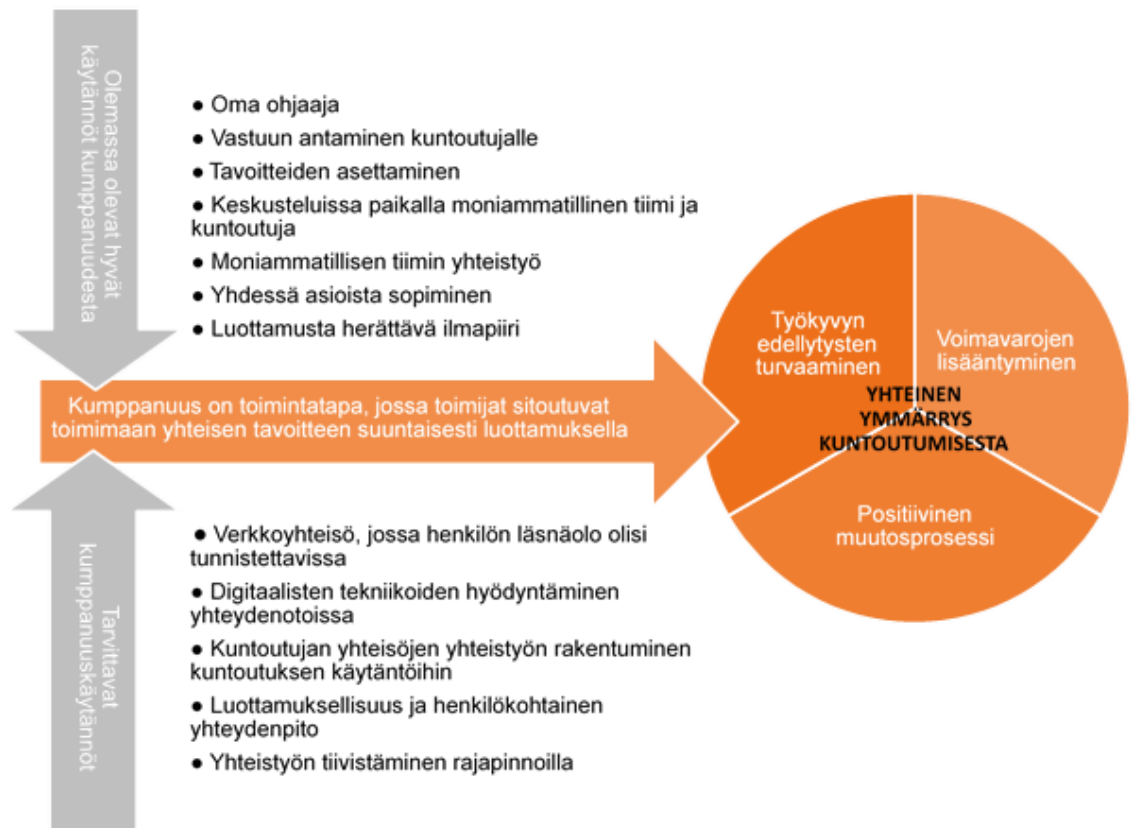 Olemassa olevat hyvät
käytännöt kumppanuudesta
● Oma ohjaaja
● Vastuun antaminen kuntoutujalle
● Tavoitteiden asettaminen
● Keskusteluissa paikalla moniammatillinen tiimi ja
kuntoutuja
● Moniammatillisen tiimin yhteistyö
● Yhdessä asioista sopiminen
● Luottamusta herättävä ilmapiiri
Kumppanuus on toimintatapa, jossa toimijat sitoutuvat
toimimaan yhteisen tavoitteen suuntaisesti luottamuksella
Tarvittavat
kumppanuuskäytännöt
● Verkkoyhteisö, jossa henkilön läsnäolo olisi
tunnistettavissa
● Digitaalisten tekniikoiden hyödyntäminen
yhteydenotoissa
● Kuntoutujan yhteisöjen yhteistyön rakentuminen
kuntoutuksen käytäntöihin
● Luottamuksellisuus ja henkilökohtainen
yhteydenpito
● Yhteistyön tiivistäminen rajapinnoilla
Työkyvyn
edellytysten
turvaaminen
Voimavarojen
lisääntyminen
YHTEINEN
YMMÄRRYS
KUNTOUTUMISESTA
Positiivinen
muutosprosessi